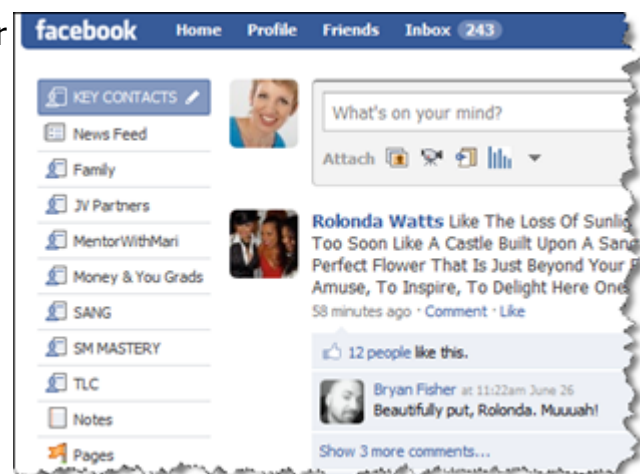 r
facebook Home Profile Friends Inbox 243
KEY CONTACTS
News Feed
Family
JV Partners
MentorWithMari
Money & You Grads
SANG
SM MASTERY
TLC
Notes
Pages
What's on your mind?
Attach
Rolonda Watts Like The Loss Of Sunlig
Too Soon Like A Castle Built Upon A Sand
Perfect Flower That Is Just Beyond Your
Amuse, To Inspire, To Delight Here One
58 minutes ago · Comment · Like
12 people like this.
Bryan Fisher at 11:22am June 26
Beautifully put, Rolonda. Muuuah!
Show 3 more comments...